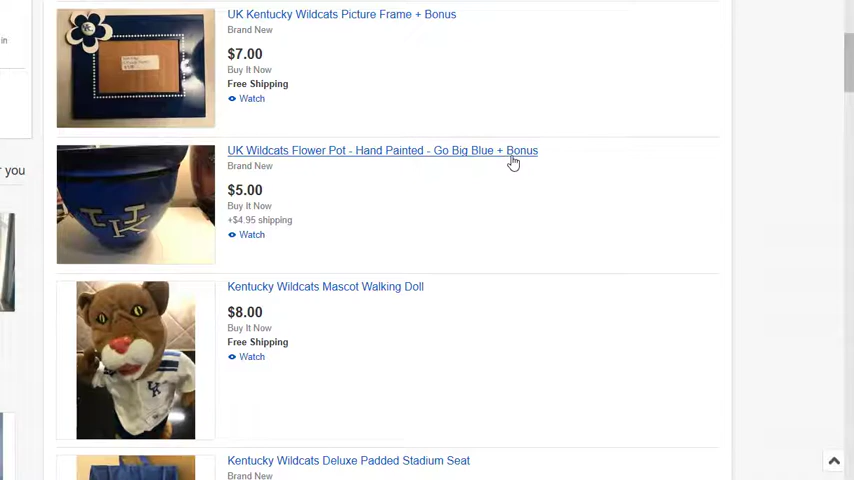 UK Kentucky Wildcats Picture Frame + Bonus
Brand New
$7.00
Buy It Now
Free Shipping
Watch
in
UK Wildcats Flower Pot - Hand Painted - Go Big Blue + Bonus
Brand New
$5.00
Buy It Now
+$4.95 shipping
Watch
r you
UK
Kentucky Wildcats Mascot Walking Doll
$8.00
Buy It Now
Free Shipping
Watch
UK
Kentucky Wildcats Deluxe Padded Stadium Seat
Brand New